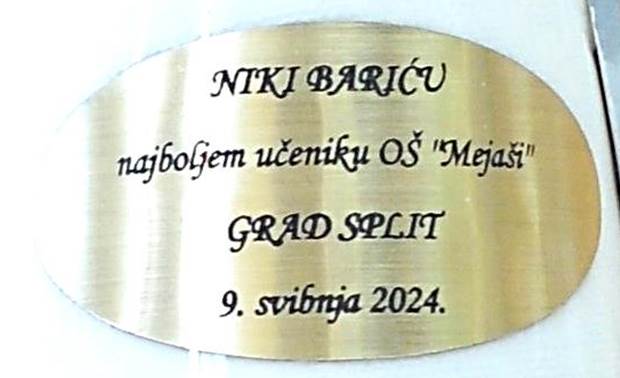 NIKI BARIĆU
najboljem učeniku OŠ "Mejaši"
GRAD SPLIT
9. svibnja 2024.